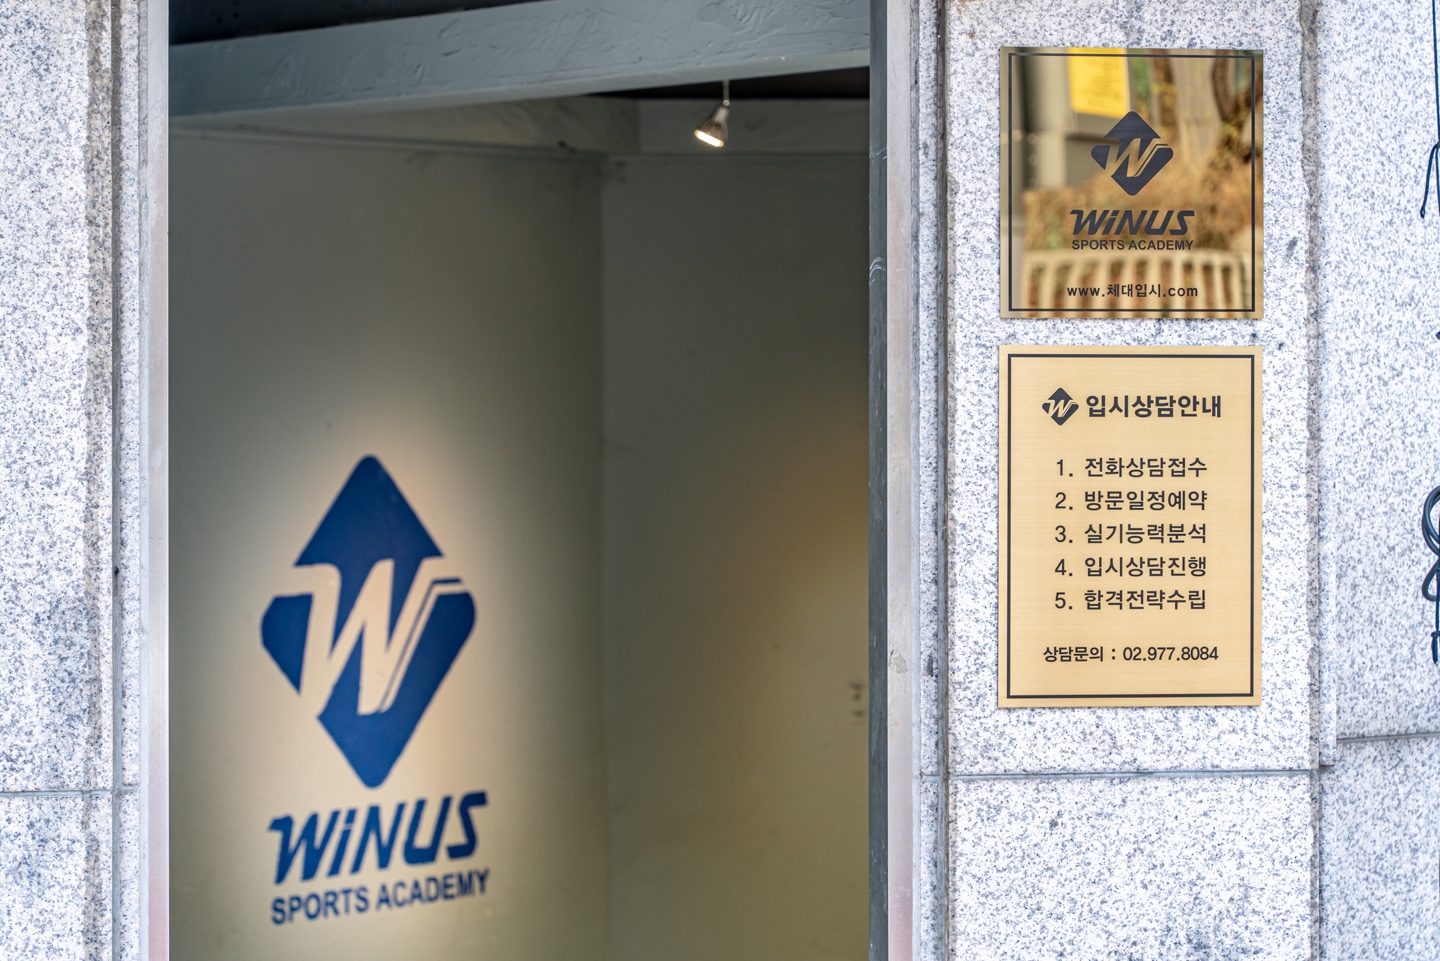 W
WiNUS
SPORTS ACADEMY
W
WiNUS
SPORTS ACADEMY
www.체대입시.com
W 입시상담안내
1. 전화상담접수
2. 방문일정예약
3. 실기능력분석
4. 입시상담진행
5. 합격전략수립
상담문의 : 02.977.8084